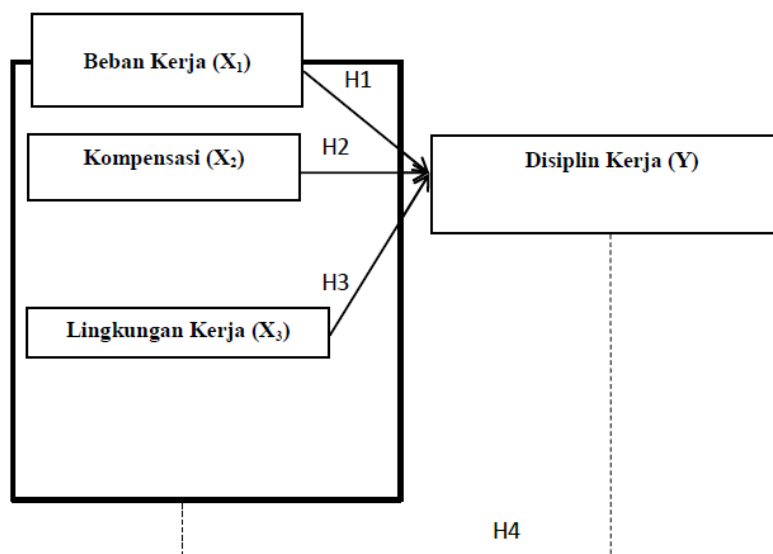 Beban Kerja (X₁)
H1
Kompensasi (X₂)
H2
Disiplin Kerja (Y)
H3
Lingkungan Kerja (X₃)
H4